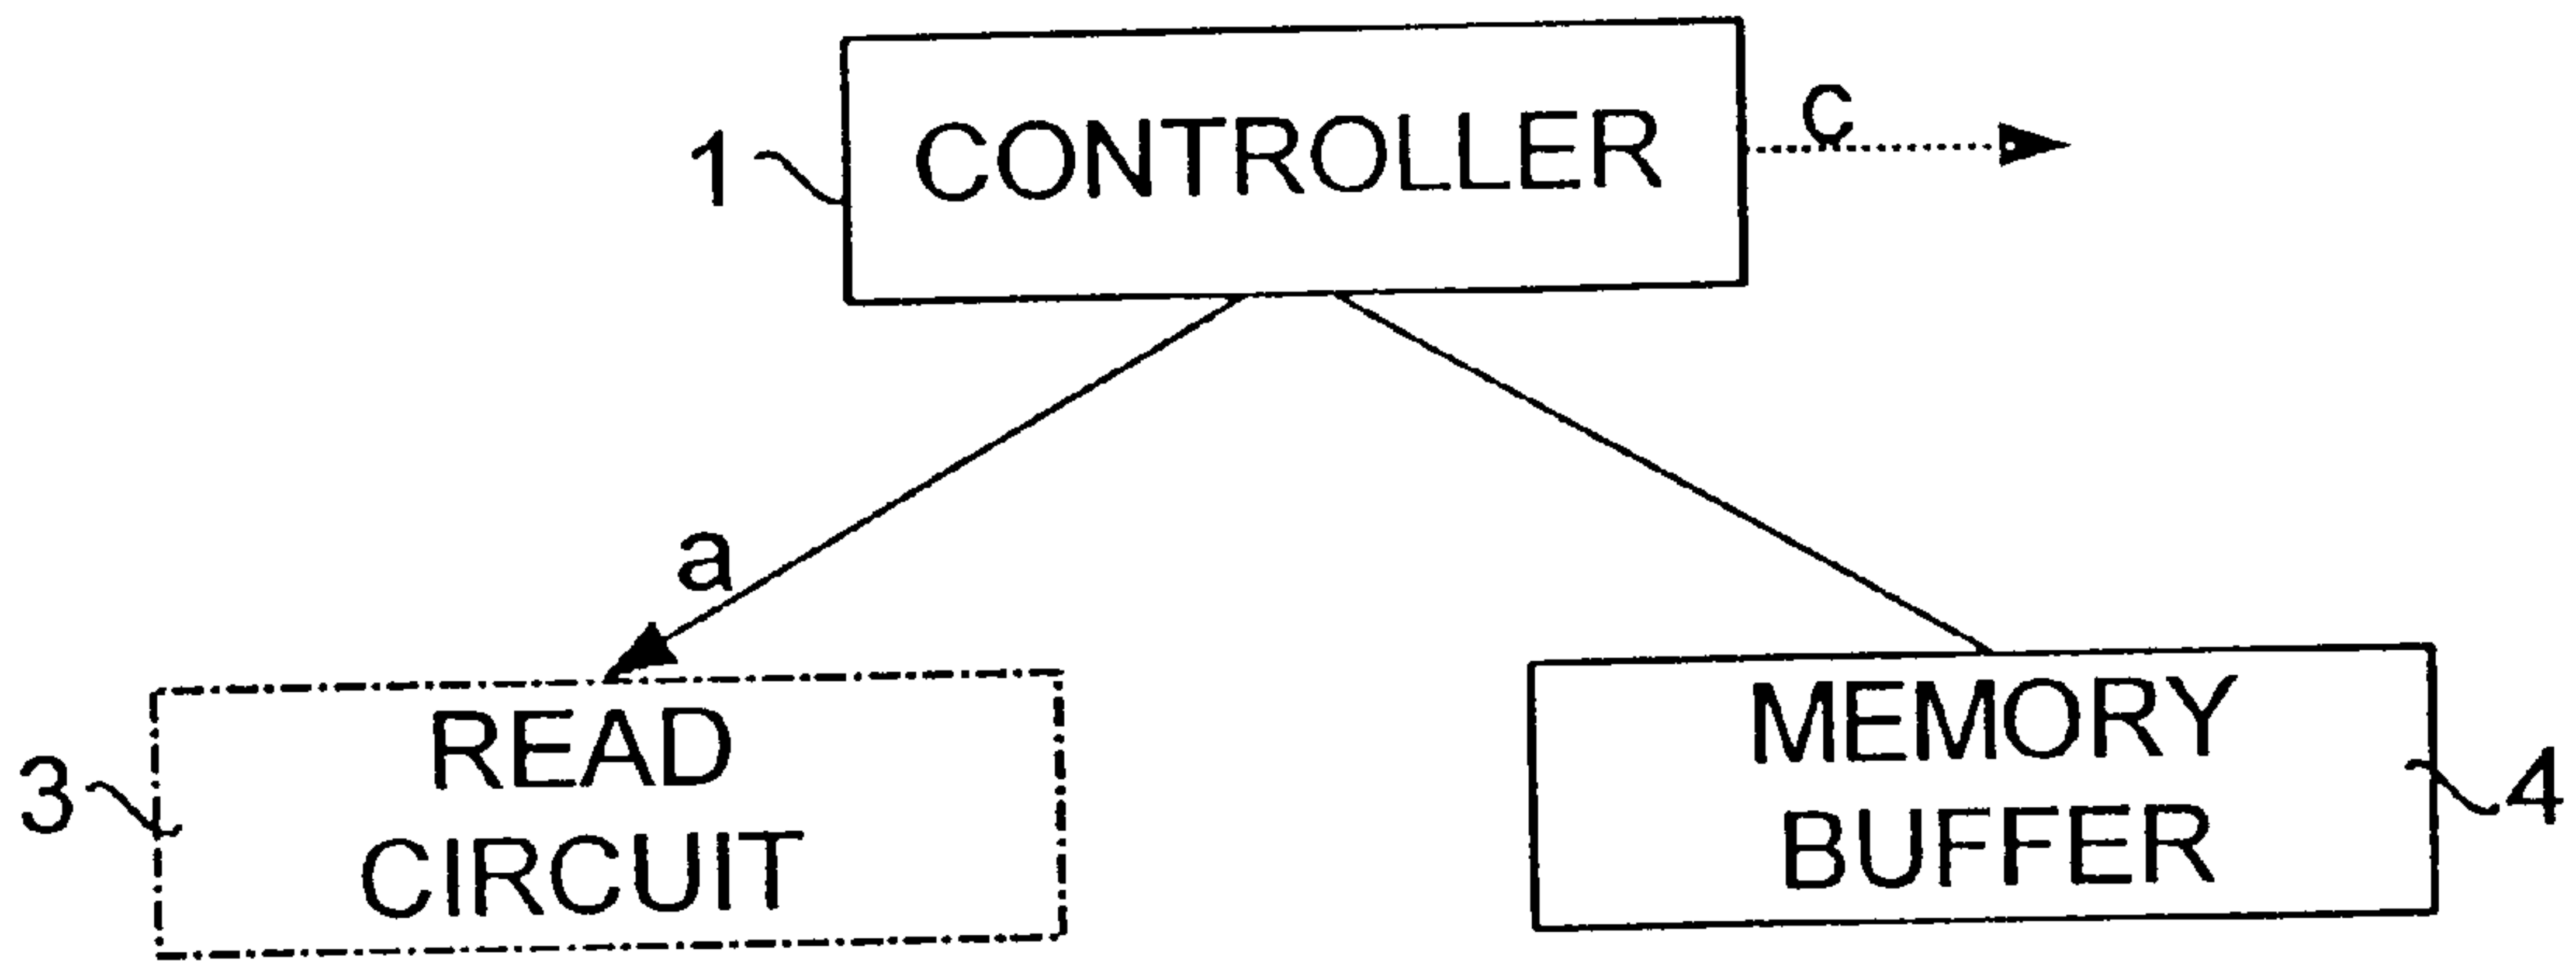 1 CONTROLLER c
a
READ
CIRCUIT
3
MEMORY
BUFFER
4